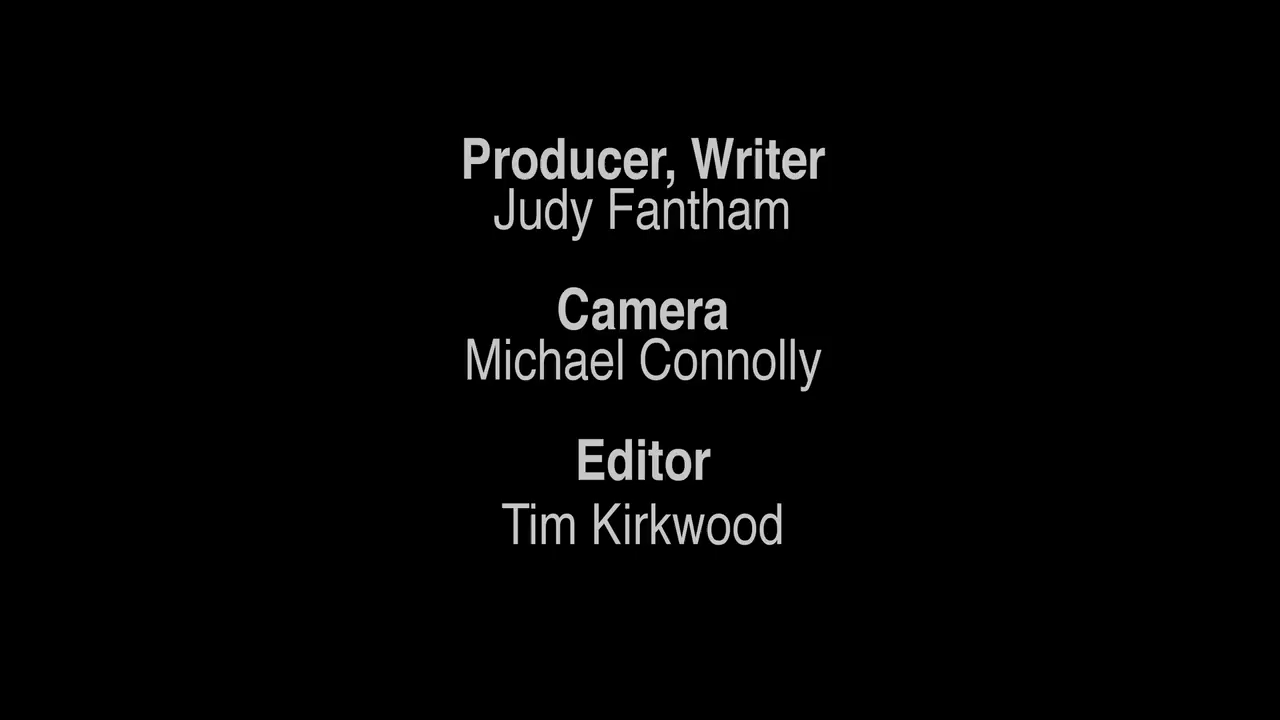 Producer, Writer
Judy Fantham
Camera
Michael Connolly
Editor
Tim Kirkwood